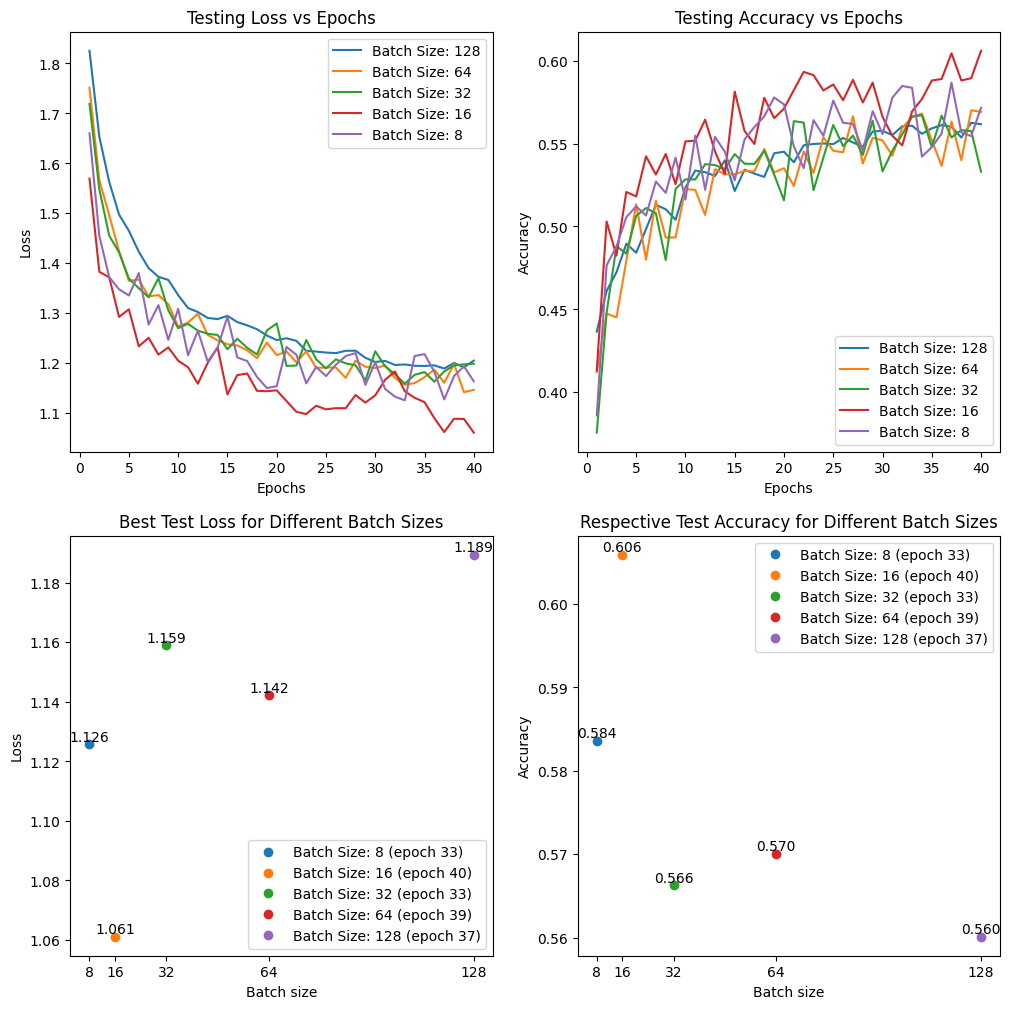 Testing Loss vs Epochs
Loss
1.8
1.7
1.6
1.5
1.4
1.3
1.2
1.1
0 5 10 15 20 25 30 35 40
Epochs
Batch Size: 128
Batch Size: 64
Batch Size: 32
Batch Size: 16
Batch Size: 8
Testing Accuracy vs Epochs
Accuracy
0.60
0.55
0.50
0.45
0.40
0 5 10 15 20 25 30 35 40
Epochs
Batch Size: 128
Batch Size: 64
Batch Size: 32
Batch Size: 16
Batch Size: 8
Best Test Loss for Different Batch Sizes
Loss
1.18
1.16
1.14
1.12
1.10
1.08
1.06
1.189
1.159
1.142
1.126
1.061
Batch Size: 8 (epoch 33)
Batch Size: 16 (epoch 40)
Batch Size: 32 (epoch 33)
Batch Size: 64 (epoch 39)
Batch Size: 128 (epoch 37)
8 16 32 64 128
Batch size
Respective Test Accuracy for Different Batch Sizes
Accuracy
0.60
0.59
0.58
0.57
0.56
0.606
0.584
0.570
0.566
0.560
Batch Size: 8 (epoch 33)
Batch Size: 16 (epoch 40)
Batch Size: 32 (epoch 33)
Batch Size: 64 (epoch 39)
Batch Size: 128 (epoch 37)
8 16 32 64 128
Batch size